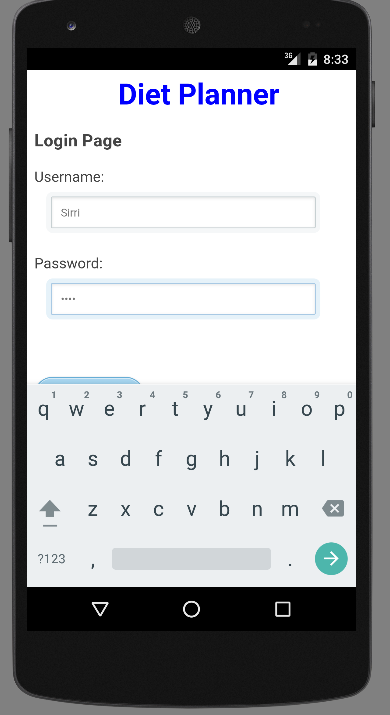 3G 8:33
Diet Planner
Login Page
Username:
Sirri
Password:
••••
1 2 3 4 5 6 7 8 9 0
q w e r t y u i o p
a s d f g h j k l
z x c v b n m
?123 , .